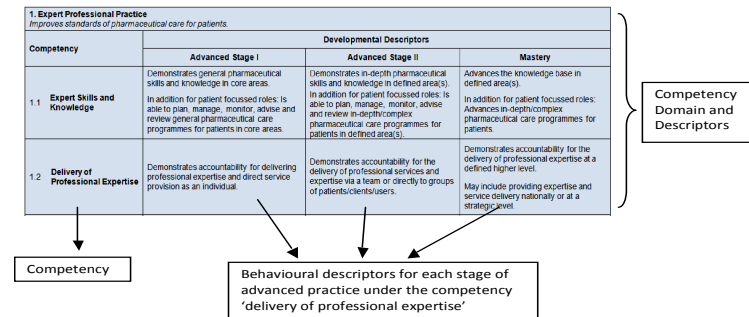 1. Expert Professional Practice
Improves standards of pharmaceutical care for patients.
Competency
Developmental Descriptors
Advanced Stage I
Advanced Stage II
Mastery
1.1 Expert Skills and
Knowledge
Demonstrates general pharmaceutical
skills and knowledge in core areas.
In addition for patient focussed roles: Is
able to plan, manage, monitor, advise and
review general pharmaceutical care
programmes for patients in core areas.
Demonstrates in-depth pharmaceutical
skills and knowledge in defined area(s).
In addition for patient focussed roles: Is
able to plan, manage, monitor, advise
and review in-depth/complex
pharmaceutical care programmes for
patients in defined area(s).
Advances the knowledge base in
defined area(s).
In addition for patient focussed roles:
Advances in-depth/complex
pharmaceutical care programmes for
patients.
1.2 Delivery of
Professional Expertise
Demonstrates accountability for delivering
professional expertise and direct service
provision as an individual.
Demonstrates accountability for the
delivery of professional services and
expertise via a team or directly to groups
of patients/clients/users.
Demonstrates accountability for the
delivery of professional expertise at a
defined higher level.
May include providing expertise and
service delivery nationally or at a
strategic level.
Competency
Domain and
Descriptors
Competency
Behavioural descriptors for each stage of
advanced practice under the competency
‘delivery of professional expertise’